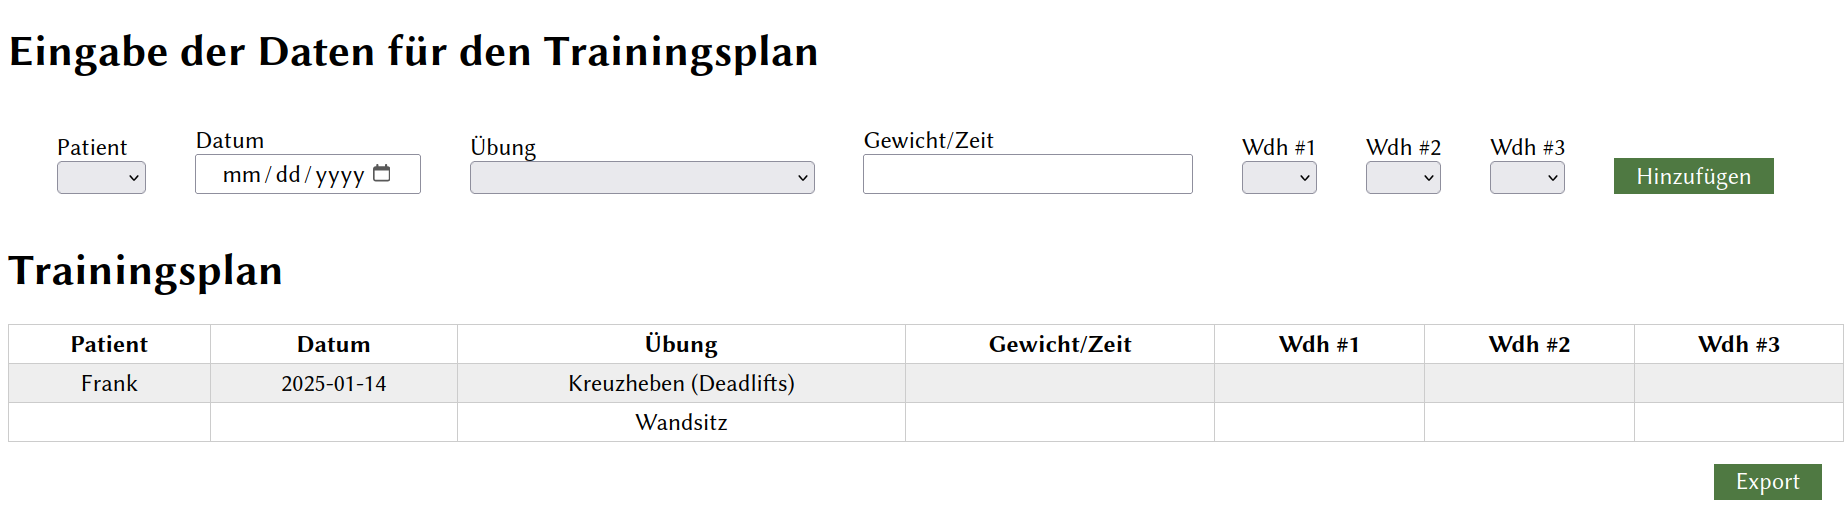 Eingabe der Daten für den Trainingsplan
Patient Datum Übung Gewicht/Zeit Wdh #1 Wdh #2 Wdh #3
mm/dd/yyyy Hinzufügen
Trainingsplan
Patient Datum Übung Gewicht/Zeit Wdh #1 Wdh #2 Wdh #3
Frank 2025-01-14 Kreuzheben (Deadlifts)
Wandsitz
Export